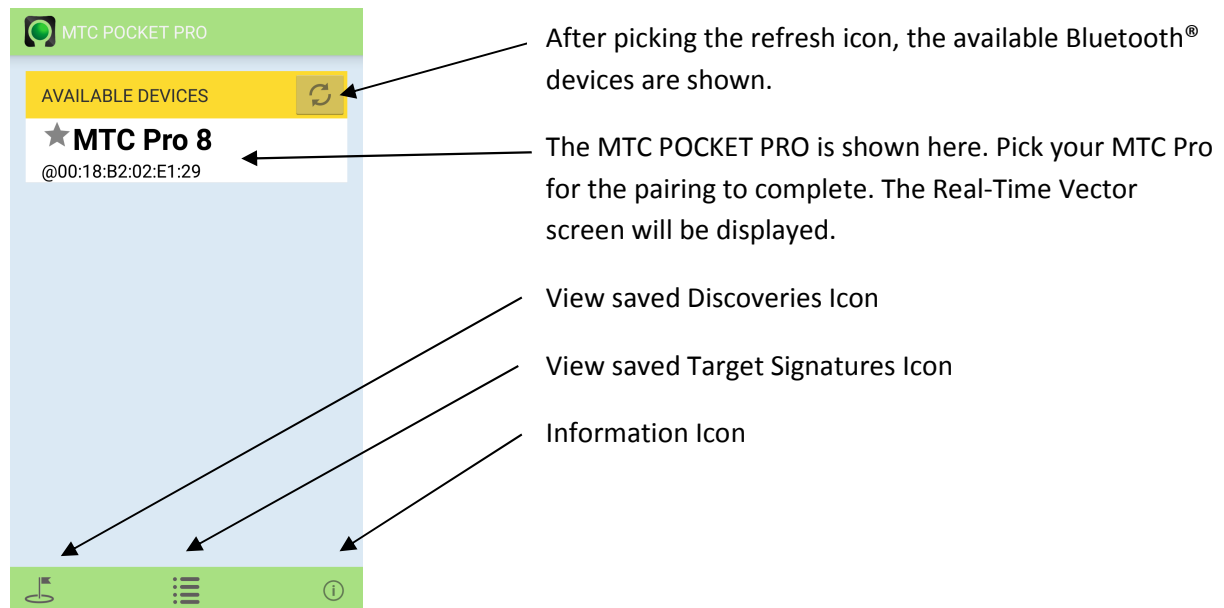 MTC POCKET PRO
AVAILABLE DEVICES
MTC Pro 8
@00:18:B2:02:E1:29
After picking the refresh icon, the available Bluetooth®
devices are shown.
The MTC POCKET PRO is shown here. Pick your MTC Pro
for the pairing to complete. The Real-Time Vector
screen will be displayed.
View saved Discoveries Icon
View saved Target Signatures Icon
Information Icon